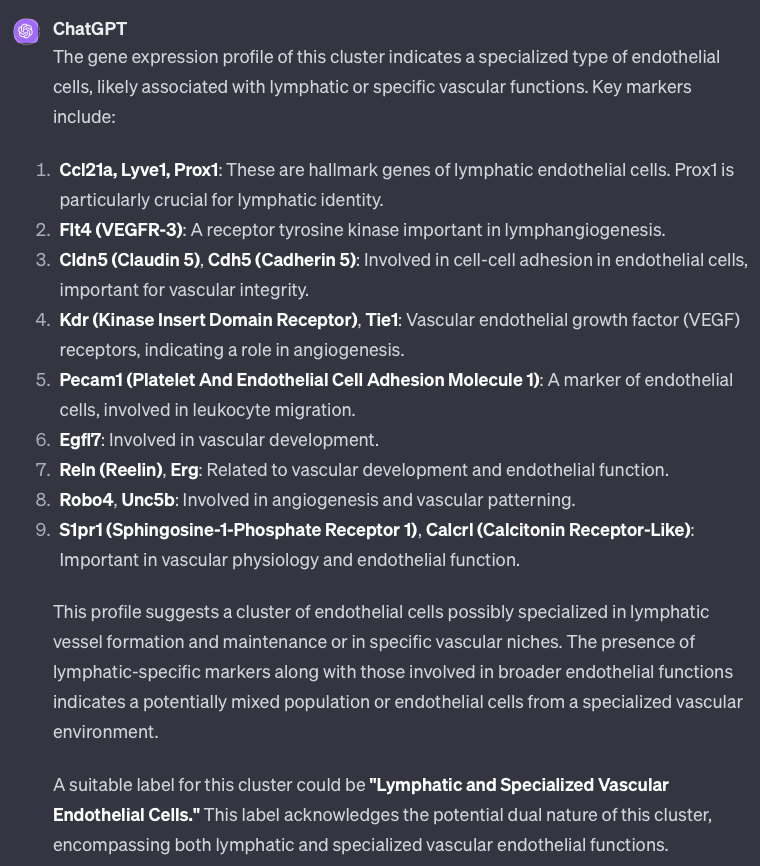 ChatGPT
The gene expression profile of this cluster indicates a specialized type of endothelial
cells, likely associated with lymphatic or specific vascular functions. Key markers
include:
1. Ccl21a, Lyve1, Prox1: These are hallmark genes of lymphatic endothelial cells. Prox1 is
particularly crucial for lymphatic identity.
2. Flt4 (VEGFR-3): A receptor tyrosine kinase important in lymphangiogenesis.
3. Cldn5 (Claudin 5), Cdh5 (Cadherin 5): Involved in cell-cell adhesion in endothelial cells,
important for vascular integrity.
4. Kdr (Kinase Insert Domain Receptor), Tie1: Vascular endothelial growth factor (VEGF)
receptors, indicating a role in angiogenesis.
5. Pecam1 (Platelet And Endothelial Cell Adhesion Molecule 1): A marker of endothelial
cells, involved in leukocyte migration.
6. Egfl7: Involved in vascular development.
7. Reln (Reelin), Erg: Related to vascular development and endothelial function.
8. Robo4, Unc5b: Involved in angiogenesis and vascular patterning.
9. S1pr1 (Sphingosine-1-Phosphate Receptor 1), Calcrl (Calcitonin Receptor-Like):
Important in vascular physiology and endothelial function.
This profile suggests a cluster of endothelial cells possibly specialized in lymphatic
vessel formation and maintenance or in specific vascular niches. The presence of
lymphatic-specific markers along with those involved in broader endothelial functions
indicates a potentially mixed population or endothelial cells from a specialized vascular
environment.
A suitable label for this cluster could be "Lymphatic and Specialized Vascular
Endothelial Cells." This label acknowledges the potential dual nature of this cluster,
encompassing both lymphatic and specialized vascular endothelial functions.